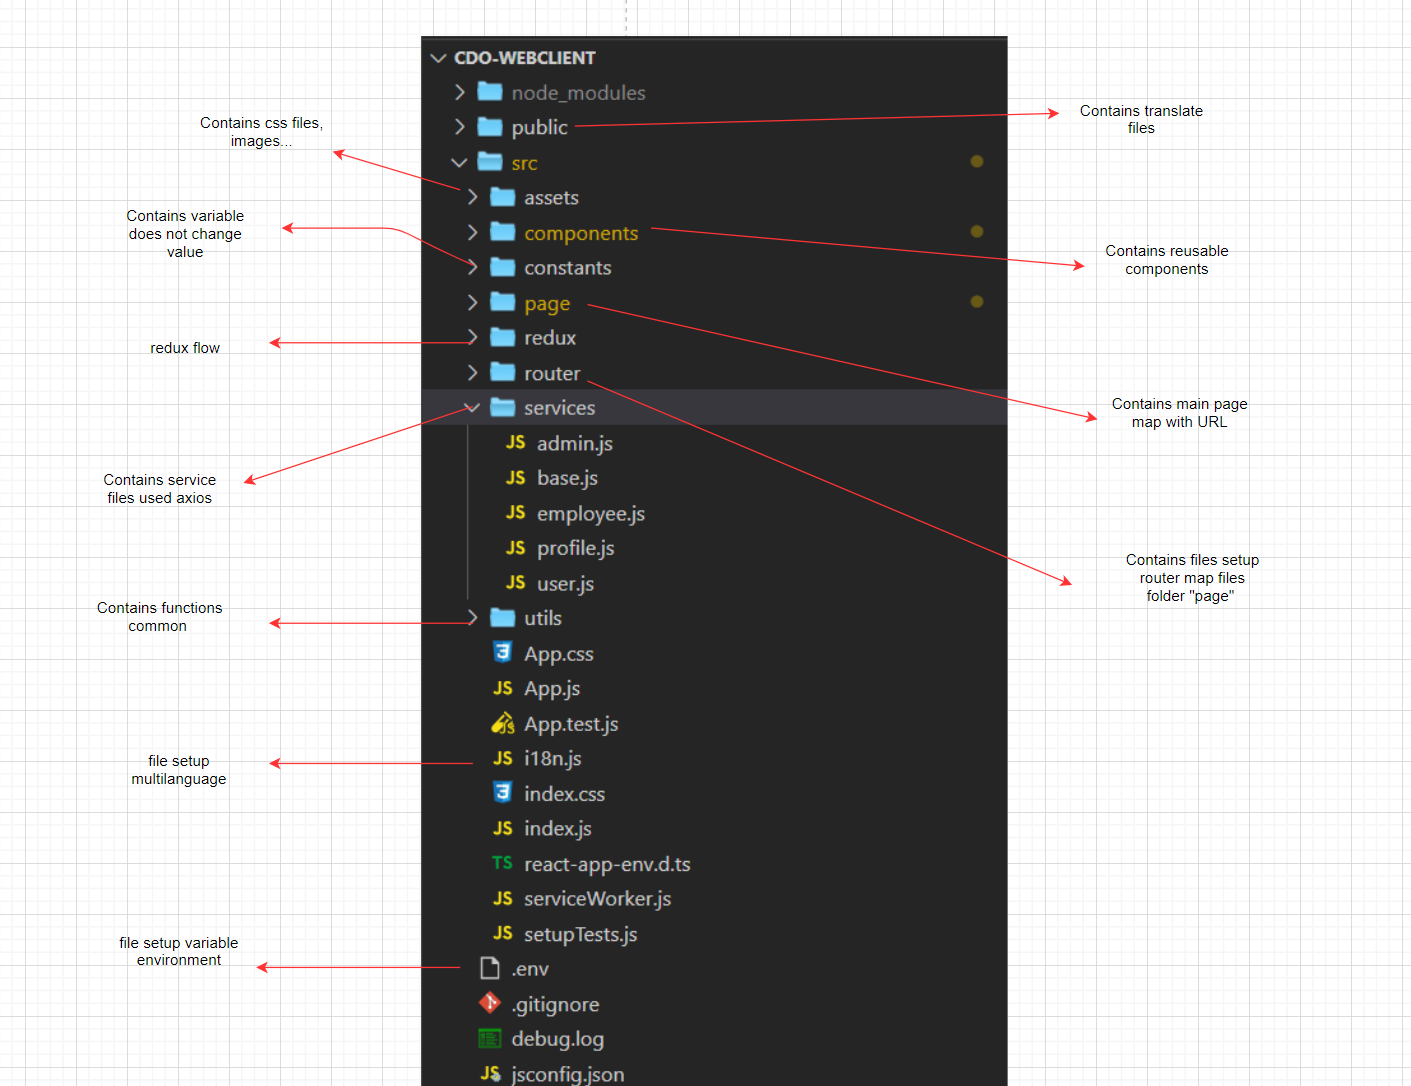 CDO-WEBCLIENT
node_modules
public
src
assets
components
constants
page
redux
router
services
JS admin.js
JS base.js
JS employee.js
JS profile.js
JS user.js
utils
App.css
JS App.js
App.test.js
JS i18n.js
index.css
JS index.js
TS react-app-env.d.ts
JS serviceWorker.js
JS setupTests.js
.env
.gitignore
debug.log
JS jsconfig.json
Contains css files,
images...
Contains variable
does not change
value
redux flow
Contains service
files used axios
Contains functions
common
file setup
multilanguage
file setup variable
environment
Contains translate
files
Contains reusable
components
Contains main page
map with URL
Contains files setup
router map files
folder "page"